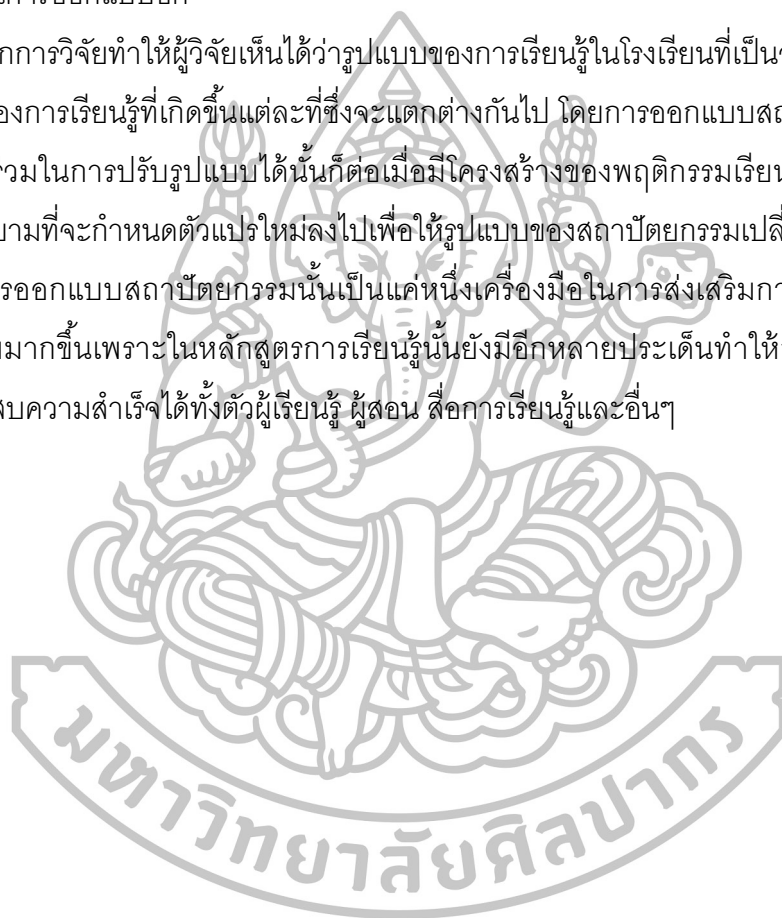 การวิจัยทำให้ผู้วิจัยเห็นได้ว่ารูปแบบของการเรียนรู้ในโรงเรียนที่เป็น
องการเรียนรู้ที่เกิดขึ้นแต่ละที่ซึ่งจะแตกต่างกันไป โดยการออกแบบ
รวมในการปรับรูปแบบได้นั้นก็ต่อเมื่อมีโครงสร้างของพฤติกรรมเรียน
ยามที่จะกำหนดตัวแปรใหม่ลงไปเพื่อให้รูปแบบของสถาปัตยกรรม
รออกแบบสถาปัตยกรรมนั้นเป็นแค่หนึ่งเครื่องมือในการส่งเสริม
มากขึ้นเพราะในหลักสูตรการเรียนรู้นั้นยังมีอีกหลายประเด็นทำให้
สบความสำเร็จได้ทั้งตัวผู้เรียนรู้ ผู้สอน สื่อการเรียนรู้และอื่นๆ
มหาวิทยาลัยศิลปากร